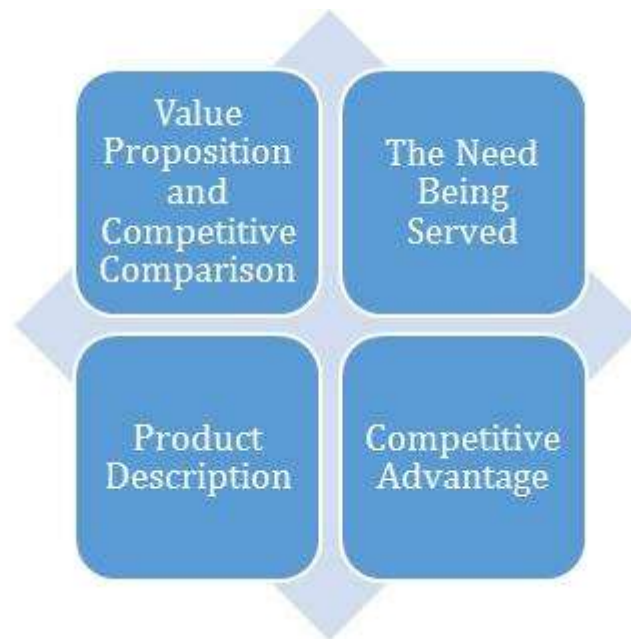 Value
Proposition
and
Competitive
Comparison
The Need
Being
Served
Product
Description
Competitive
Advantage